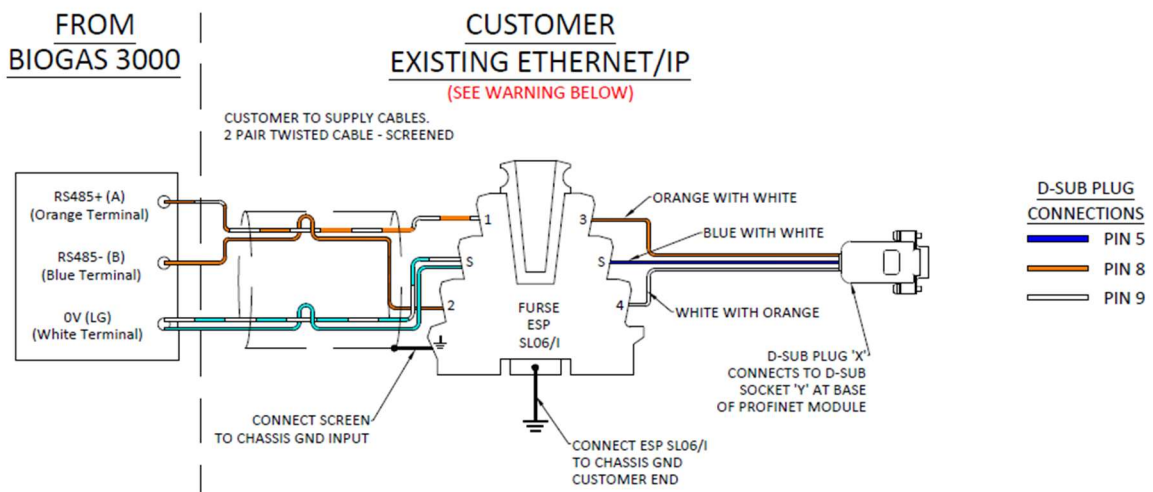 FROM
BIOGAS 3000
CUSTOMER
EXISTING ETHERNET/IP
(SEE WARNING BELOW)
CUSTOMER TO SUPPLY CABLES.
2 PAIR TWISTED CABLE - SCREENED
RS485+ (A)
(Orange Terminal)
RS485- (B)
(Blue Terminal)
0V (LG)
(White Terminal)
1
S
2
3
S
4
FURSE
ESP
SL06/I
ORANGE WITH WHITE
BLUE WITH WHITE
WHITE WITH ORANGE
D-SUB PLUG
CONNECTIONS
PIN 5
PIN 8
PIN 9
D-SUB PLUG 'X'
CONNECTS TO D-SUB
SOCKET 'Y' AT BASE
OF PROFINET MODULE
CONNECT SCREEN
TO CHASSIS GND INPUT
CONNECT ESP SL06/I
TO CHASSIS GND
CUSTOMER END